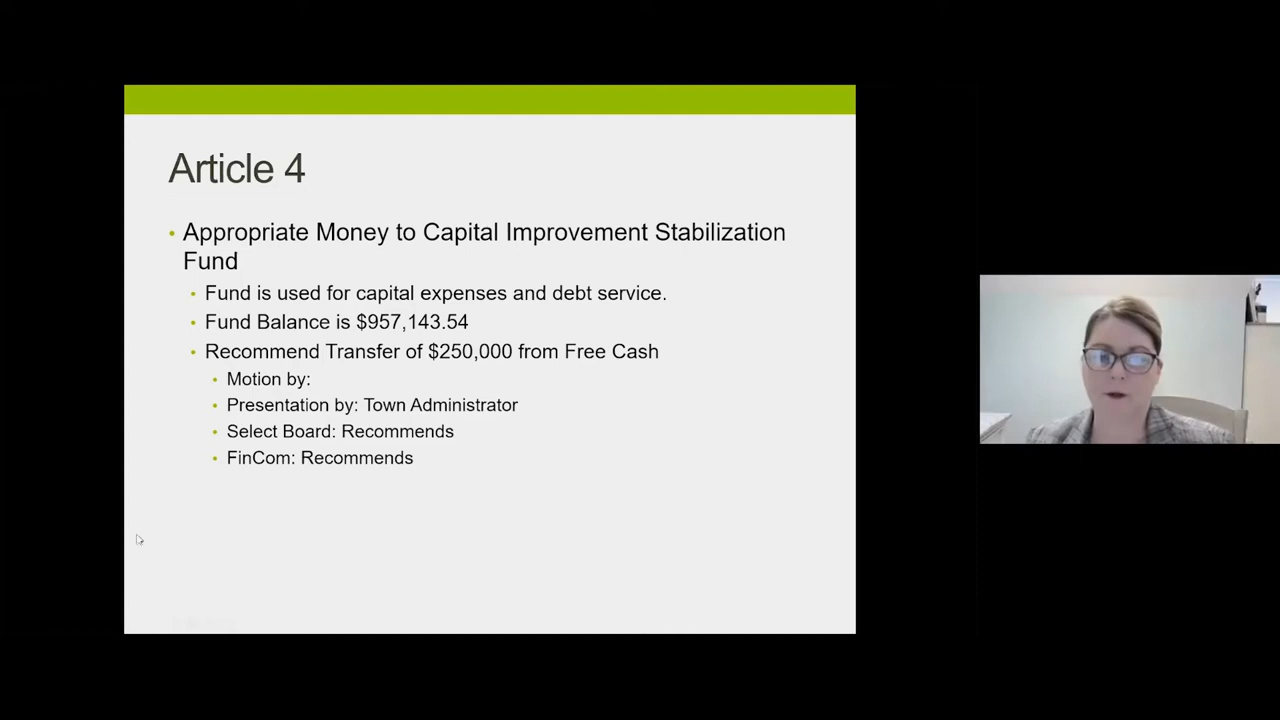 Article 4
• Appropriate Money to Capital Improvement Stabilization
Fund
• Fund is used for capital expenses and debt service.
• Fund Balance is $957,143.54
• Recommend Transfer of $250,000 from Free Cash
• Motion by:
• Presentation by: Town Administrator
• Select Board: Recommends
• FinCom: Recommends